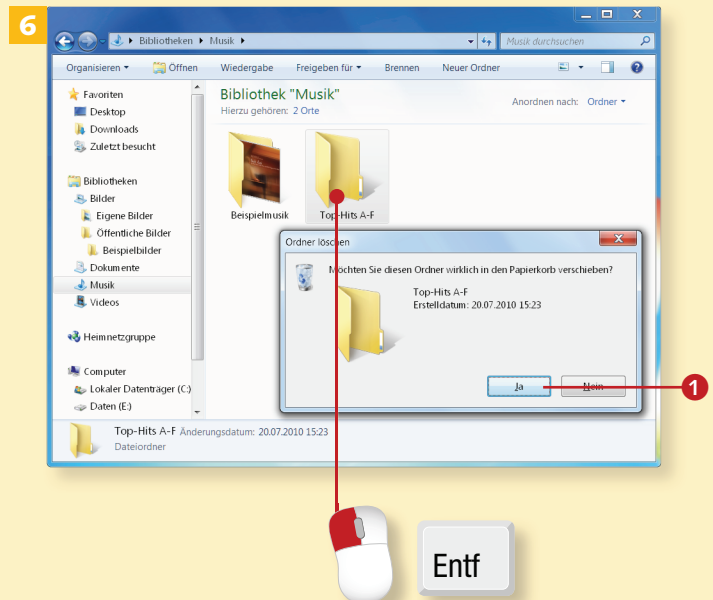 6
Bibliotheken Musik
Musik durchsuchen
Organisieren Öffnen Wiedergabe Freigeben für Brennen Neuer Ordner
Favoriten
Desktop
Downloads
Zuletzt besucht
Bibliotheken
Bilder
Eigene Bilder
Öffentliche Bilder
Beispielbilder
Dokumente
Musik
Videos
Heimnetzgruppe
Computer
Lokaler Datenträger (C:)
Daten (E:)
Bibliothek "Musik"
Hierzu gehören: 2 Orte
Anordnen nach: Ordner
Beispielmusik
Top-Hits A-F
Ordner löschen
X
Möchten Sie diesen Ordner wirklich in den Papierkorb verschieben?
Top-Hits A-F
Erstelldatum: 20.07.2010 15:23
Ja
Nein
1
Top-Hits A-F Änderungsdatum: 20.07.2010 15:23
Dateiordner
Entf